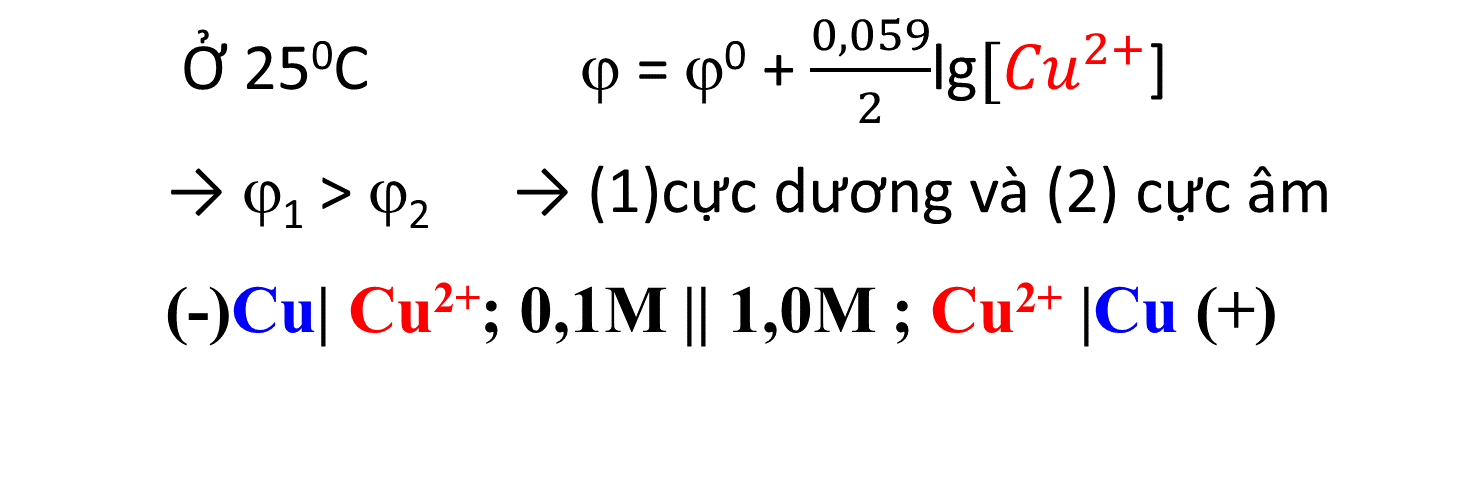 Ở 25⁰C φ = φ⁰ + 0,059/2 lg[Cu²⁺]
→ φ₁ > φ₂ → (1)cực dương và (2) cực âm
(-)Cu| Cu²⁺; 0,1M || 1,0M ; Cu²⁺ |Cu (+)